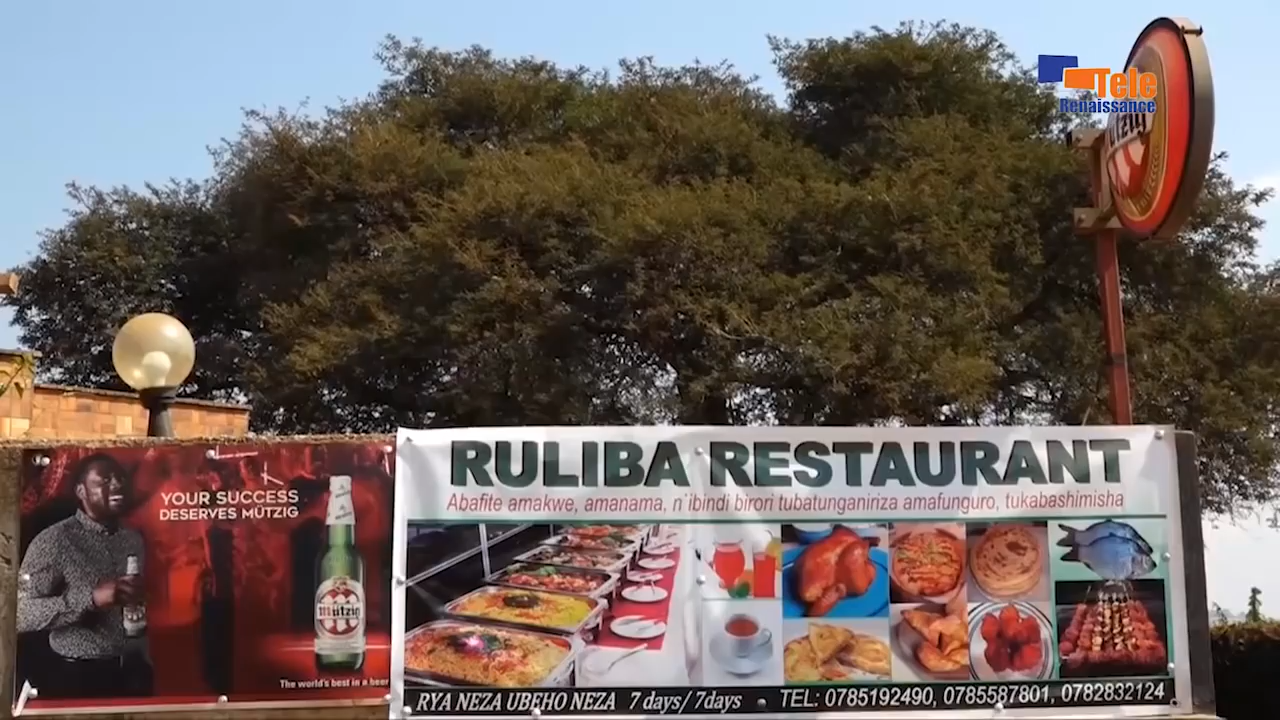 Tele
Renaissance
YOUR SUCCESS
DESERVES MÜTZIG
Mützig
The world's best in a beer
RULIBA RESTAURANT
Abafite amakwe, amanama, n'ibindi birori tubatunganiriza amafunguro, tukabashimisha
RYA NEZA UBEHO NEZA 7 days/ 7days • TEL: 0785192490, 0785587801, 0782832124